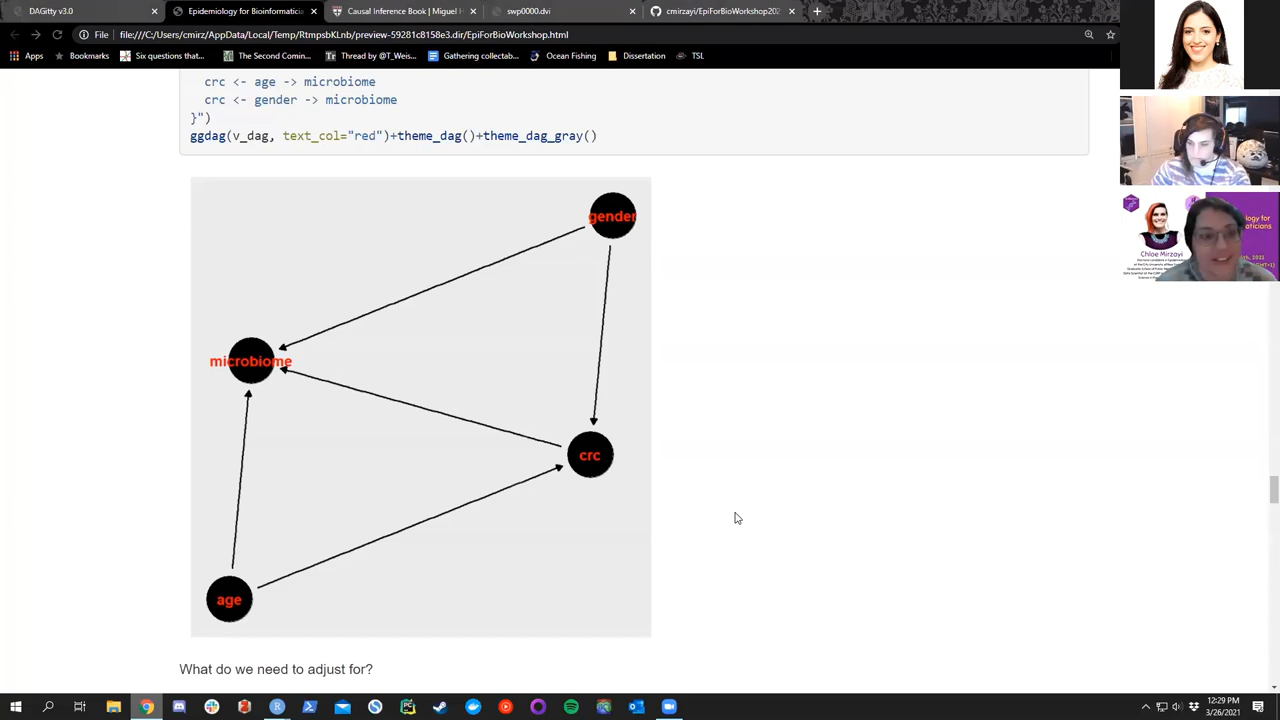 DAGitty v3.0
Epidemiology for Bioinformaticia
Causal Inference Book | Miguel H
swp0000.dvi
cmirzayi/EpiForBioWorkshop202
File
file:///C:/Users/cmirz/AppData/Local/Temp/RtmpsbKLnb/preview-59281c8158e3.dir/EpiForBioWorkshop.html
Apps
Bookmarks
Six questions that...
The Second Comin...
Thread by @T_Weis...
Gathering collectab...
Ocean Fishing
Dissertation
TSL
crc <- age -> microbiome
crc <- gender -> microbiome
}")
ggdag(v_dag, text_col="red")+theme_dag()+theme_dag_gray()
gender
microbiome
crc
age
What do we need to adjust for?
Chloe Mirzayi
12:29 PM
3/26/2021